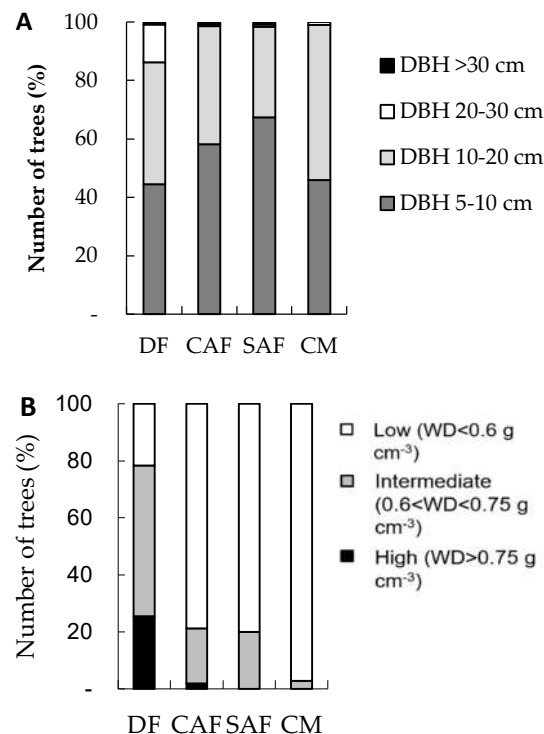 A
Number of trees (%)
100
80
60
40
20
-
DF CAF SAF CM
DBH >30 cm
DBH 20-30 cm
DBH 10-20 cm
DBH 5-10 cm
B
Number of trees (%)
100
80
60
40
20
-
DF CAF SAF CM
Low (WD<0.6 g
cm-3)
Intermediate
(0.6<WD<0.75 g
cm-3)
High (WD>0.75 g
cm-3)